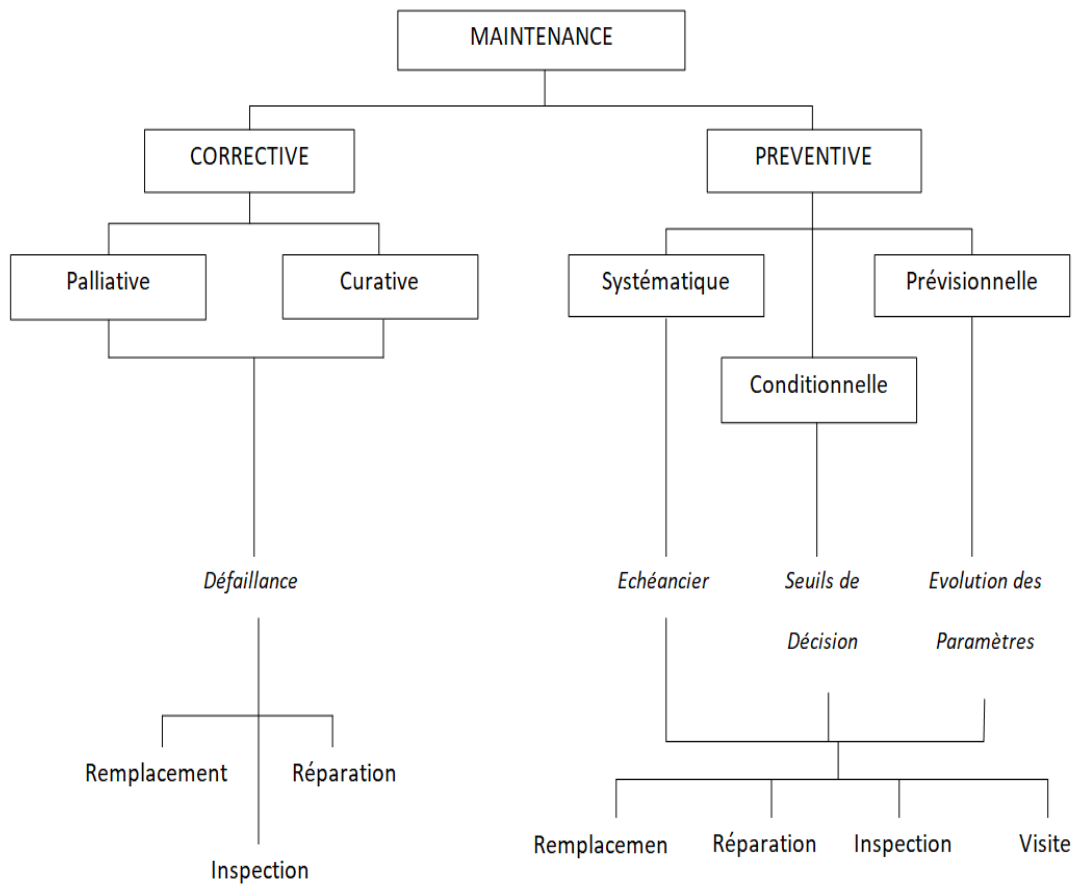 MAINTENANCE
CORRECTIVE
PREVENTIVE
Palliative
Curative
Systématique
Prévisionnelle
Conditionnelle
Défaillance
Echéancier
Seuils de
Décision
Evolution des
Paramètres
Remplacement
Réparation
Inspection
Remplacemen
Réparation
Inspection
Visite